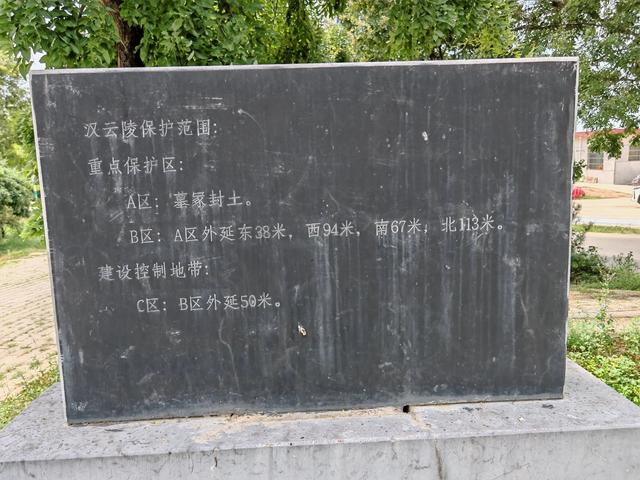 汉云陵保护范围:
重点保护区:
A区: 墓冢封土。
B区: A区外延东38米, 西94米, 南67米, 北113米。
建设控制地带:
C区: B区外延50米。